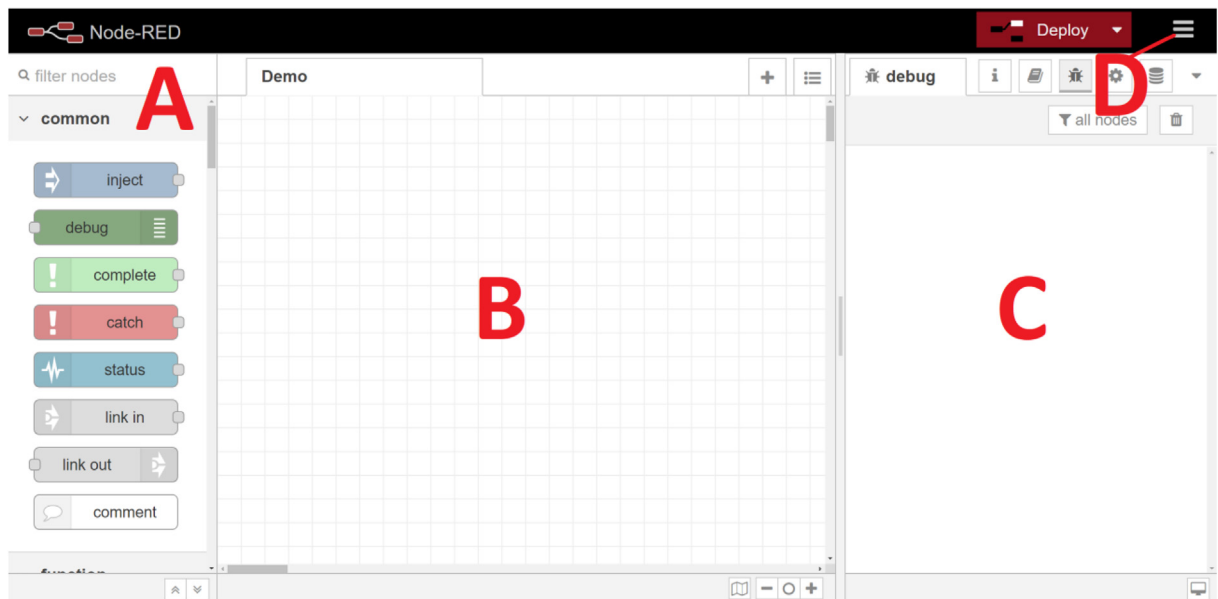 Node-RED
Deploy
D
filter nodes
A
Demo
debug
i
common
all nodes
inject
debug
complete
B
C
catch
status
link in
link out
comment
function